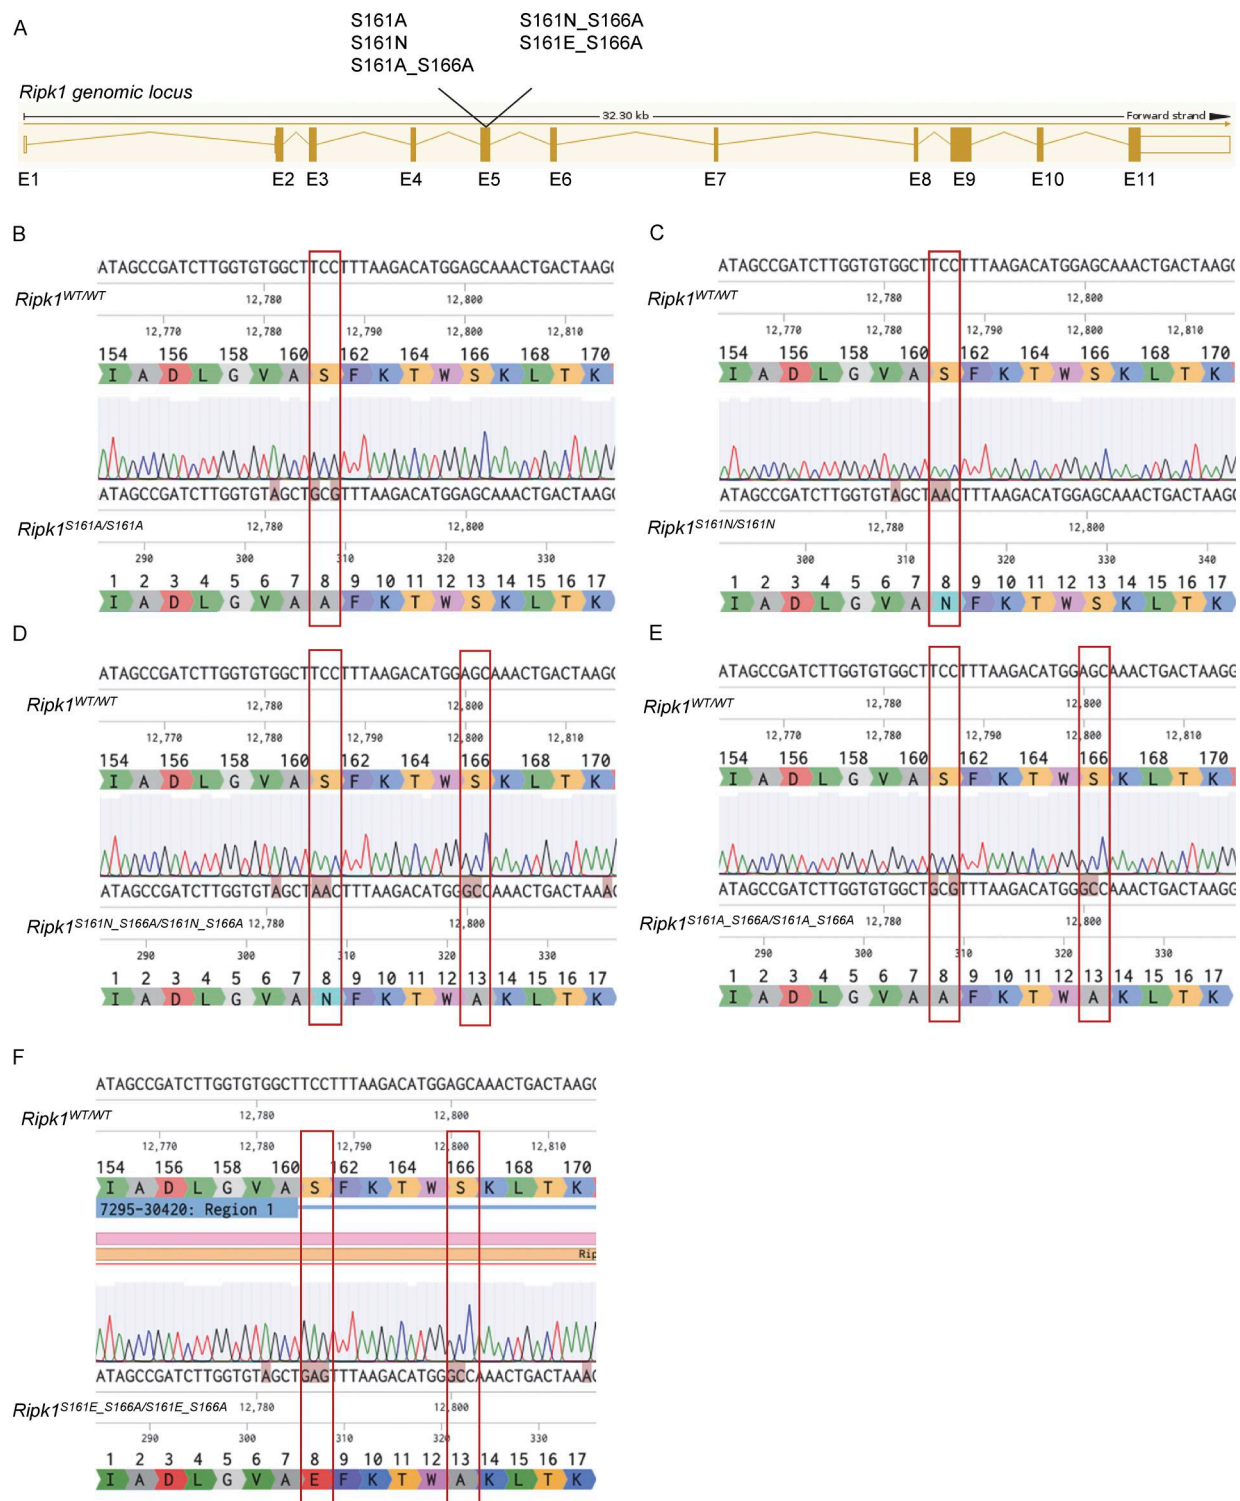 A
S161A
S161N
S161A_S166A
S161N_S166A
S161E_S166A
Ripk1 genomic locus
32.30 kb
Forward strand
E1 E2 E3 E4 E5 E6 E7 E8 E9 E10 E11
B
ATAGCCGATCTTGGTGTGGCTTCCTTTAAGACATGGAGCAAACTGACTAAG
Ripk1WT/WT
12,780 12,800
12,770 12,780 12,790 12,800 12,810
154 156 158 160 162 164 166 168 170
I A D L G V A S F K T W S K L T K
ATAGCCGATCTTGGTGTAGCTGCGTTTAAGACATGGAGCAAACTGACTAAG
Ripk1S161A/S161A
12,780 12,800
290 300 310 320 330
1 2 3 4 5 6 7 8 9 10 11 12 13 14 15 16 17
I A D L G V A A F K T W S K L T K
C
ATAGCCGATCTTGGTGTGGCTTCCTTTAAGACATGGAGCAAACTGACTAAG
Ripk1WT/WT
12,780 12,800
12,770 12,780 12,790 12,800 12,810
154 156 158 160 162 164 166 168 170
I A D L G V A S F K T W S K L T K
ATAGCCGATCTTGGTGTAGCTAACTTTAAGACATGGAGCAAACTGACTAAG
Ripk1S161N/S161N
12,780 12,800
300 310 320 330 340
1 2 3 4 5 6 7 8 9 10 11 12 13 14 15 16 17
I A D L G V A N F K T W S K L T K
D
ATAGCCGATCTTGGTGTGGCTTCCTTTAAGACATGGAGCAAACTGACTAAG
Ripk1WT/WT
12,780 12,800
12,770 12,780 12,790 12,800 12,810
154 156 158 160 162 164 166 168 170
I A D L G V A S F K T W S K L T K
ATAGCCGATCTTGGTGTAGCTAACTTTAAGACATGGGCCAAACTGACTAAA
Ripk1S161N_S166A/S161N_S166A
12,780 12,800
290 300 310 320 330
1 2 3 4 5 6 7 8 9 10 11 12 13 14 15 16 17
I A D L G V A N F K T W A K L T K
E
ATAGCCGATCTTGGTGTGGCTTCCTTTAAGACATGGAGCAAACTGACTAAGG
Ripk1WT/WT
12,780 12,800
12,770 12,780 12,790 12,800 12,810
154 156 158 160 162 164 166 168 170
I A D L G V A S F K T W S K L T K
ATAGCCGATCTTGGTGTGGCTGCGTTTAAGACATGGGCCAAACTGACTAAGG
Ripk1S161A_S166A/S161A_S166A
12,780 12,800
290 300 310 320 330
1 2 3 4 5 6 7 8 9 10 11 12 13 14 15 16 17
I A D L G V A A F K T W A K L T K
F
ATAGCCGATCTTGGTGTGGCTTCCTTTAAGACATGGAGCAAACTGACTAAG
Ripk1WT/WT
12,780 12,800
12,770 12,780 12,790 12,800 12,810
154 156 158 160 162 164 166 168 170
I A D L G V A S F K T W S K L T K
7295-30420: Region 1
Rip
ATAGCCGATCTTGGTGTAGCTGAGTTTAAGACATGGGCCAAACTGACTAAA
Ripk1S161E_S166A/S161E_S166A
12,780 12,800
290 300 310 320 330
1 2 3 4 5 6 7 8 9 10 11 12 13 14 15 16 17
I A D L G V A E F K T W A K L T K